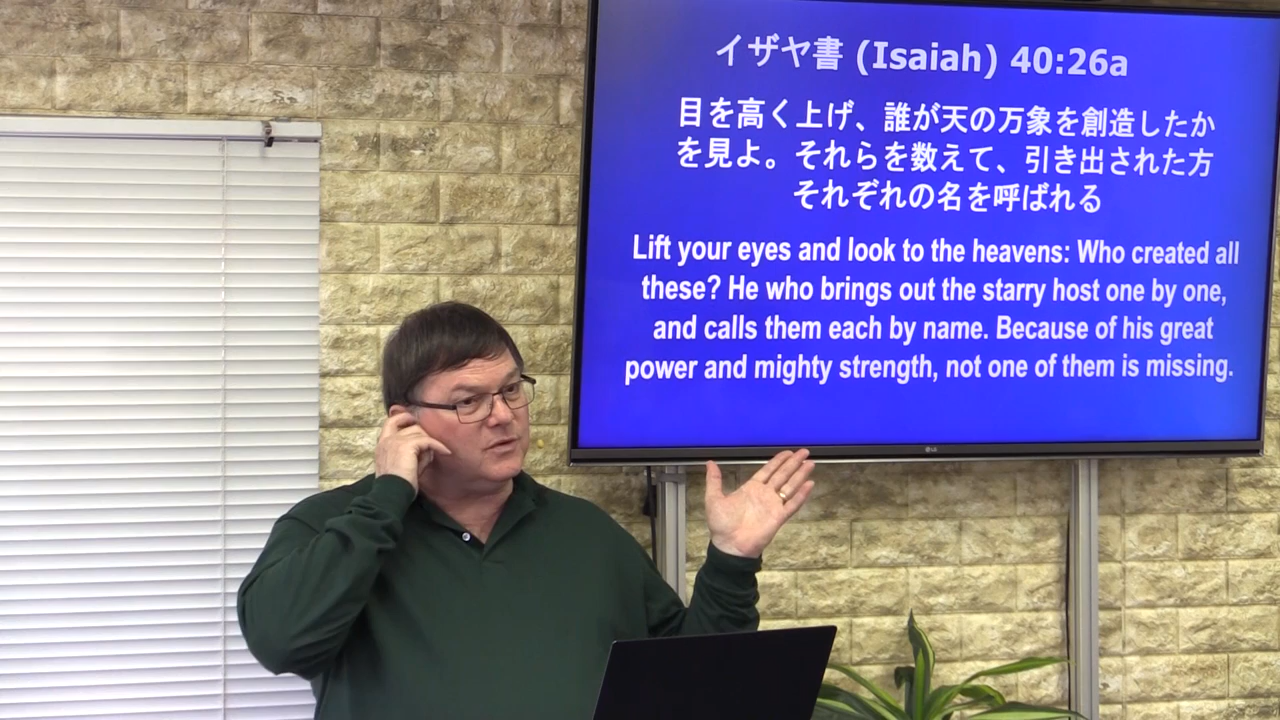 イザヤ書 (Isaiah) 40:26a
目を高く上げ、誰が天の万象を創造したか
を見よ。それらを数えて、引き出された方
それぞれの名を呼ばれる
Lift your eyes and look to the heavens: Who created all
these? He who brings out the starry host one by one,
and calls them each by name. Because of his great
power and mighty strength, not one of them is missing.
LG